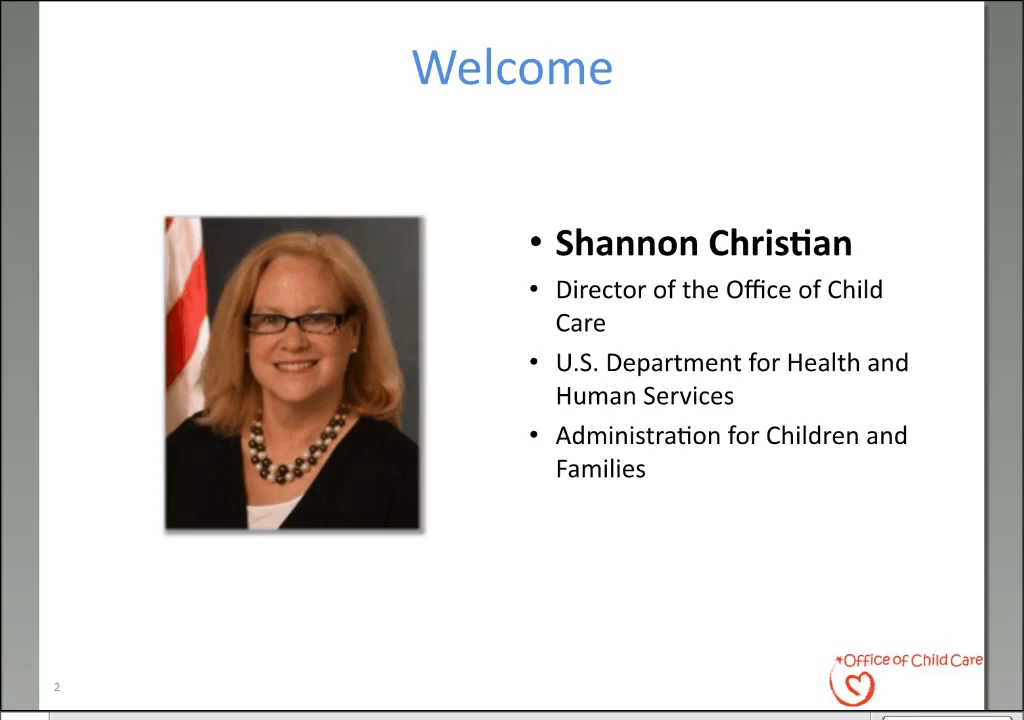 Welcome
• Shannon Christian
• Director of the Office of Child
Care
• U.S. Department for Health and
Human Services
• Administration for Children and
Families
*Office of Child Care
2